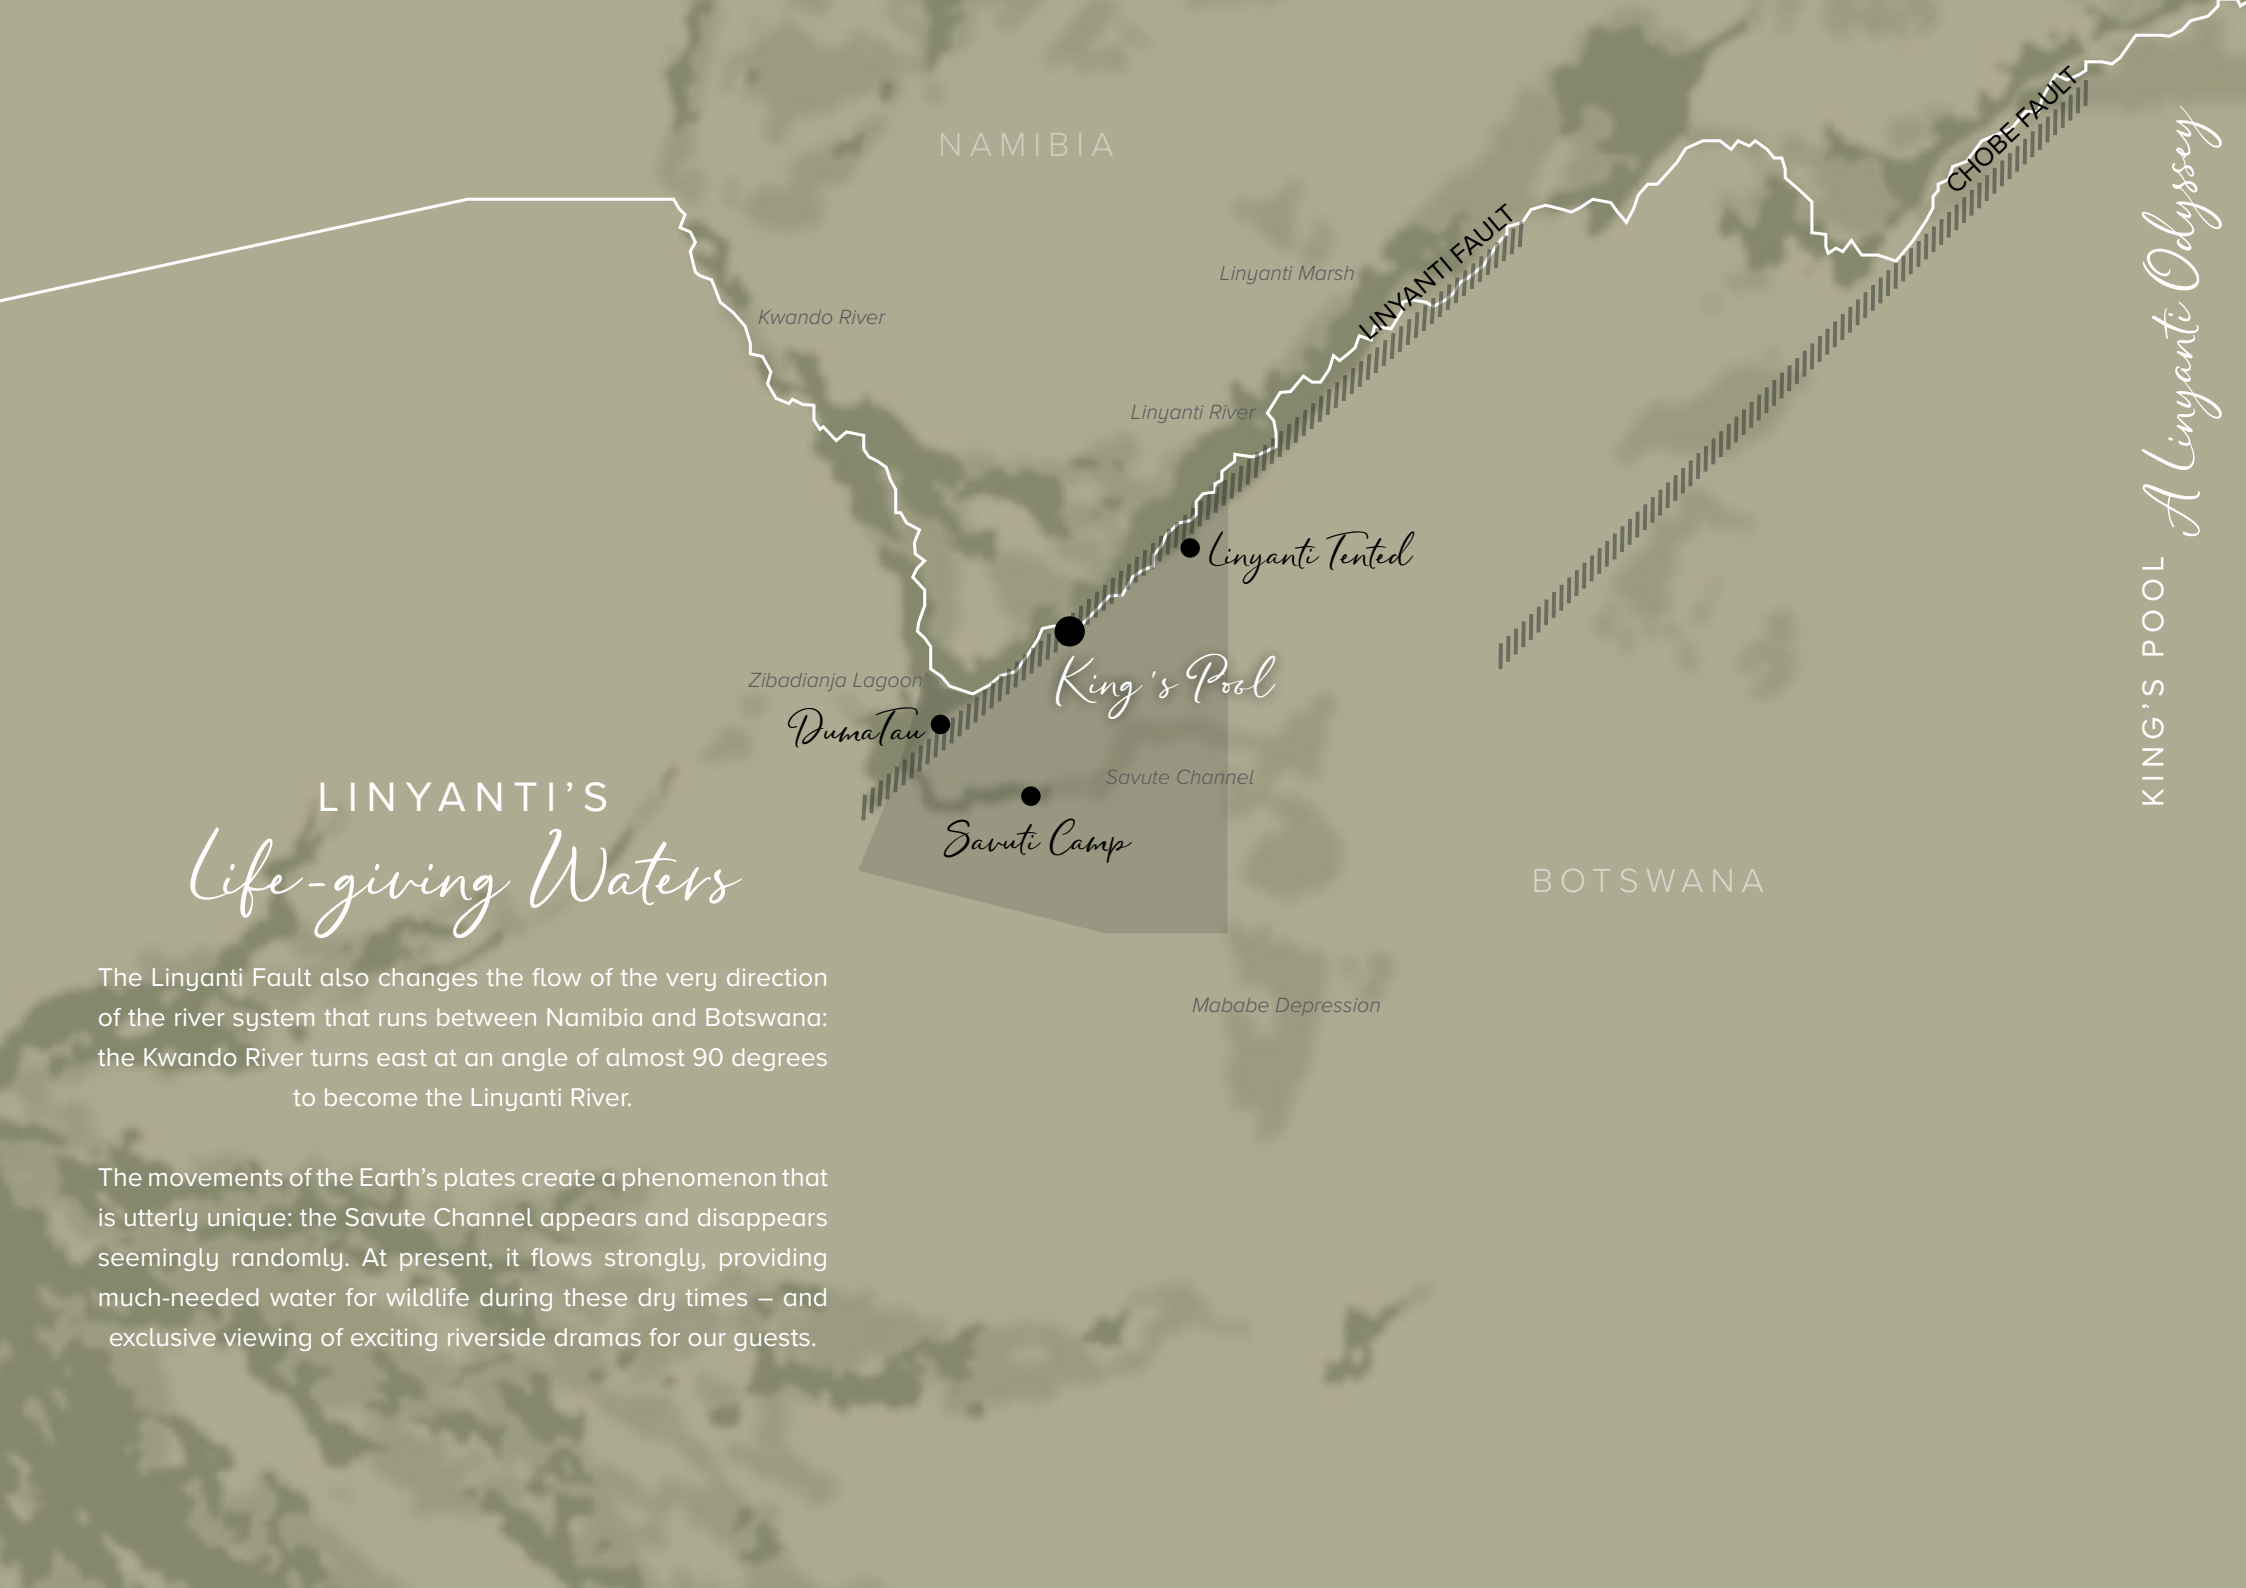 NAMIBIA
CHOBE FAULT
LINYANTI FAULT
Linyanti Marsh
Kwando River
Linyanti River
Linyanti Tented
King's Pool
Zibadianja Lagoon
DumaTau
Savute Channel
Savuti Camp
BOTSWANA
Mababe Depression
KING'S POOL A Linyanti Odyssey
LINYANTI'S
Life-giving Waters
The Linyanti Fault also changes the flow of the very direction
of the river system that runs between Namibia and Botswana:
the Kwando River turns east at an angle of almost 90 degrees
to become the Linyanti River.
The movements of the Earth's plates create a phenomenon that
is utterly unique: the Savute Channel appears and disappears
seemingly randomly. At present, it flows strongly, providing
much-needed water for wildlife during these dry times – and
exclusive viewing of exciting riverside dramas for our guests.